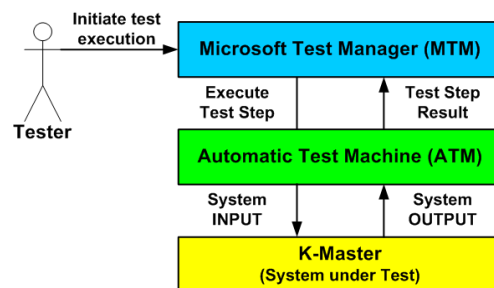 Initiate test
execution
Microsoft Test Manager (MTM)
Tester
Execute
Test Step
Test Step
Result
Automatic Test Machine (ATM)
System
INPUT
System
OUTPUT
K-Master
(System under Test)